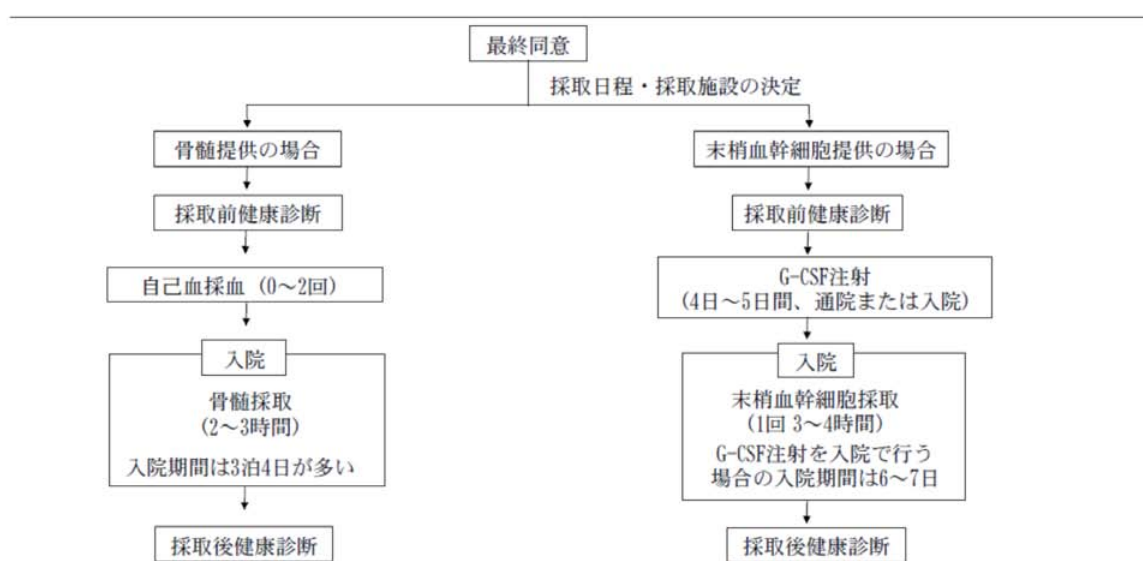 最終同意
採取日程・採取施設の決定
骨髄提供の場合
採取前健康診断
自己血採血（0～2回）
入院
骨髄採取
（2～3時間）
入院期間は3泊4日が多い
採取後健康診断
末梢血幹細胞提供の場合
採取前健康診断
G-CSF注射
（4日～5日間、通院または入院）
入院
末梢血幹細胞採取
（1回 3～4時間）
G-CSF注射を入院で行う
場合の入院期間は6～7日
採取後健康診断